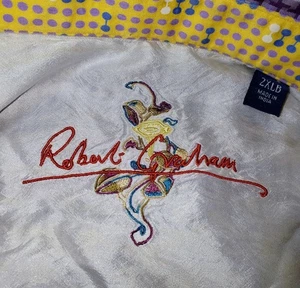 2XLB
MADE IN
INDIA
Robert Graham